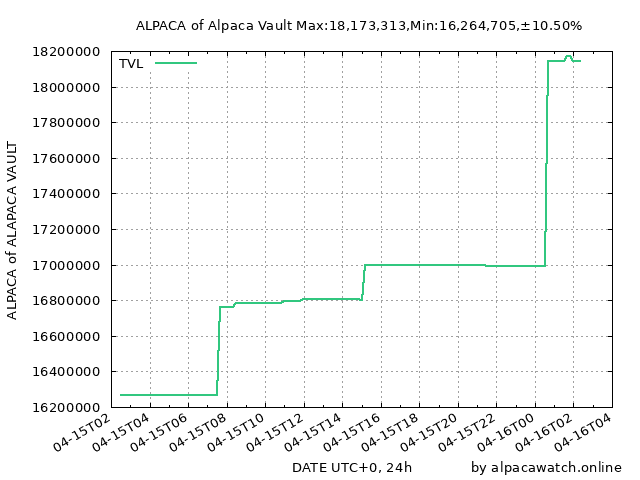 ALPACA of Alpaca Vault Max:18,173,313,Min:16,264,705,±10.50%
TVL
18200000
18000000
17800000
17600000
17400000
17200000
17000000
16800000
16600000
16400000
16200000
ALPACA of ALAPACA VAULT
04-15T02
04-15T04
04-15T06
04-15T08
04-15T10
04-15T12
04-15T14
04-15T16
04-15T18
04-15T20
04-15T22
04-16T00
04-16T02
04-16T04
DATE UTC+0, 24h
by alpacawatch.online